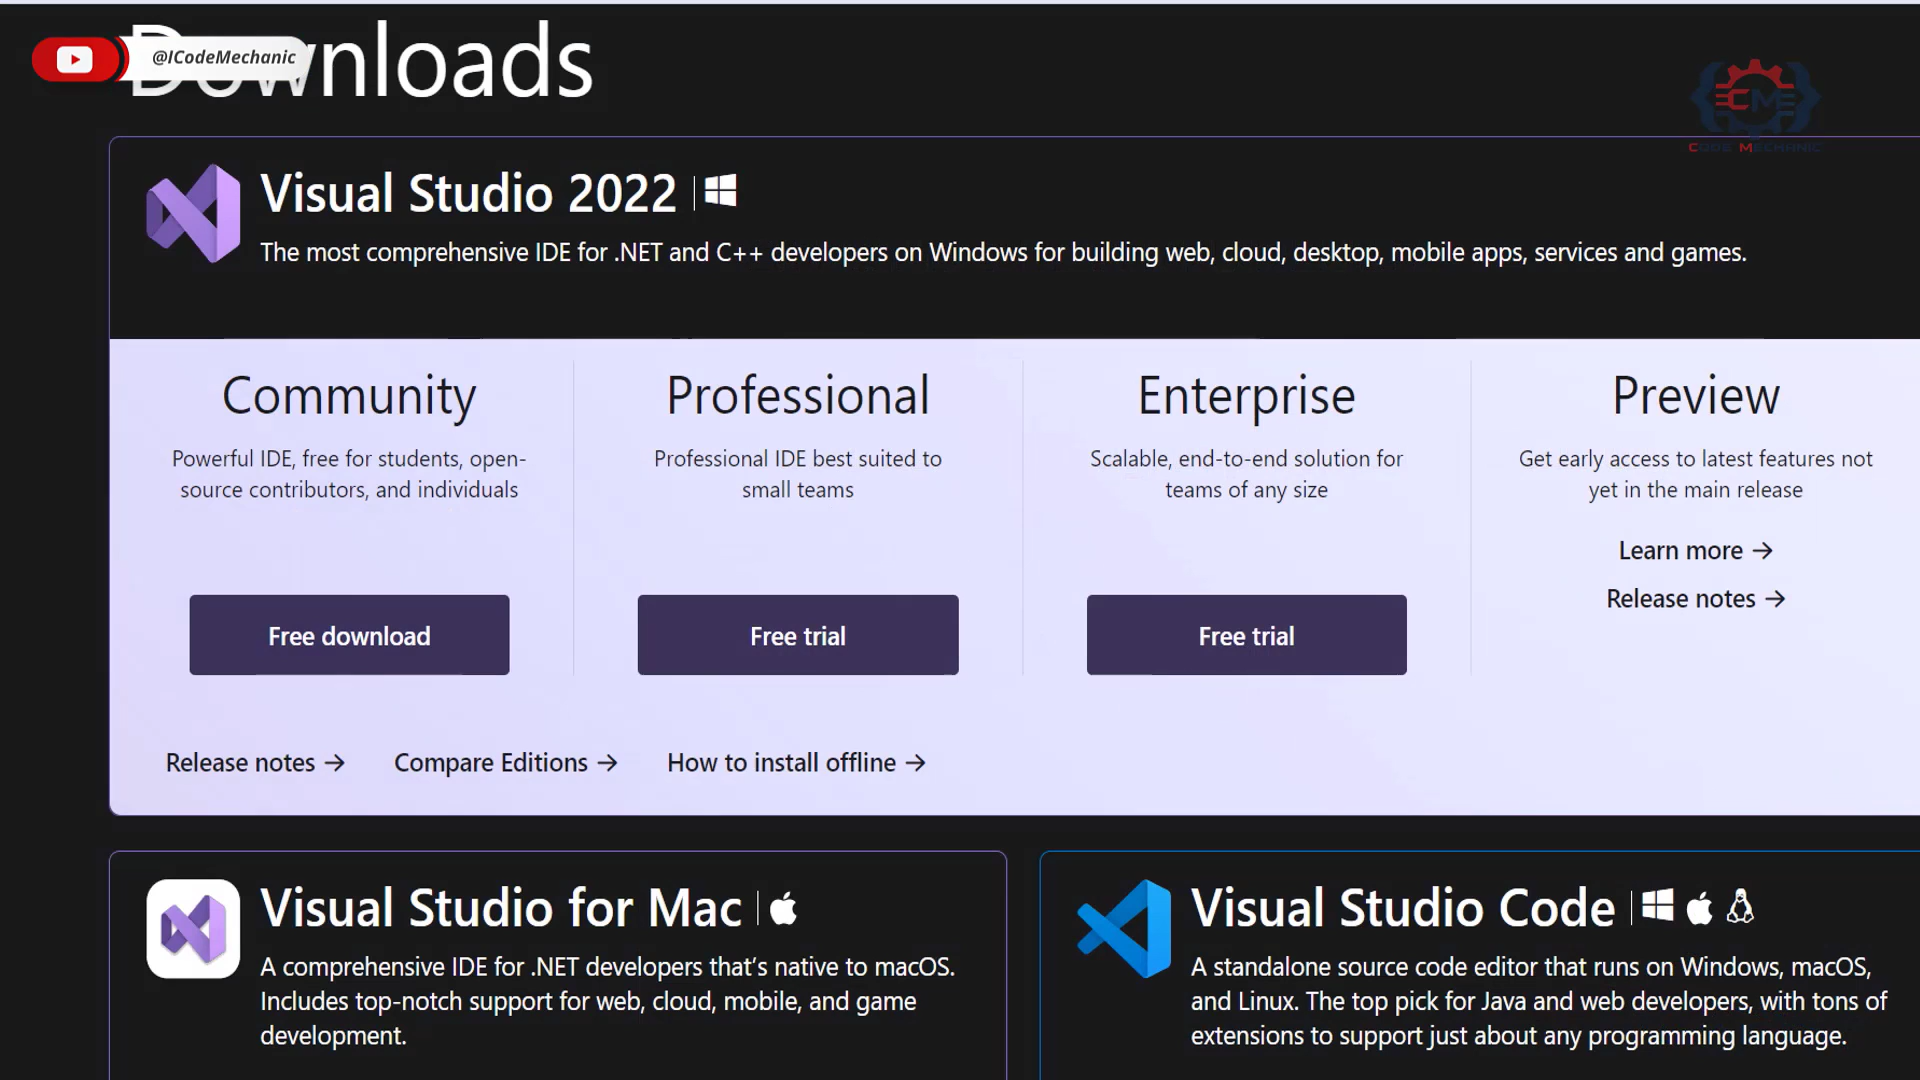 Downloads
@ICodeMechanic
CM
CODE MECHANIC
Visual Studio 2022
The most comprehensive IDE for .NET and C++ developers on Windows for building web, cloud, desktop, mobile apps, services and games.
Community
Powerful IDE, free for students, open-
source contributors, and individuals
Free download
Professional
Professional IDE best suited to
small teams
Free trial
Enterprise
Scalable, end-to-end solution for
teams of any size
Free trial
Preview
Get early access to latest features not
yet in the main release
Learn more →
Release notes →
Release notes → Compare Editions → How to install offline →
Visual Studio for Mac
A comprehensive IDE for .NET developers that’s native to macOS.
Includes top-notch support for web, cloud, mobile, and game
development.
Visual Studio Code
A standalone source code editor that runs on Windows, macOS,
and Linux. The top pick for Java and web developers, with tons of
extensions to support just about any programming language.